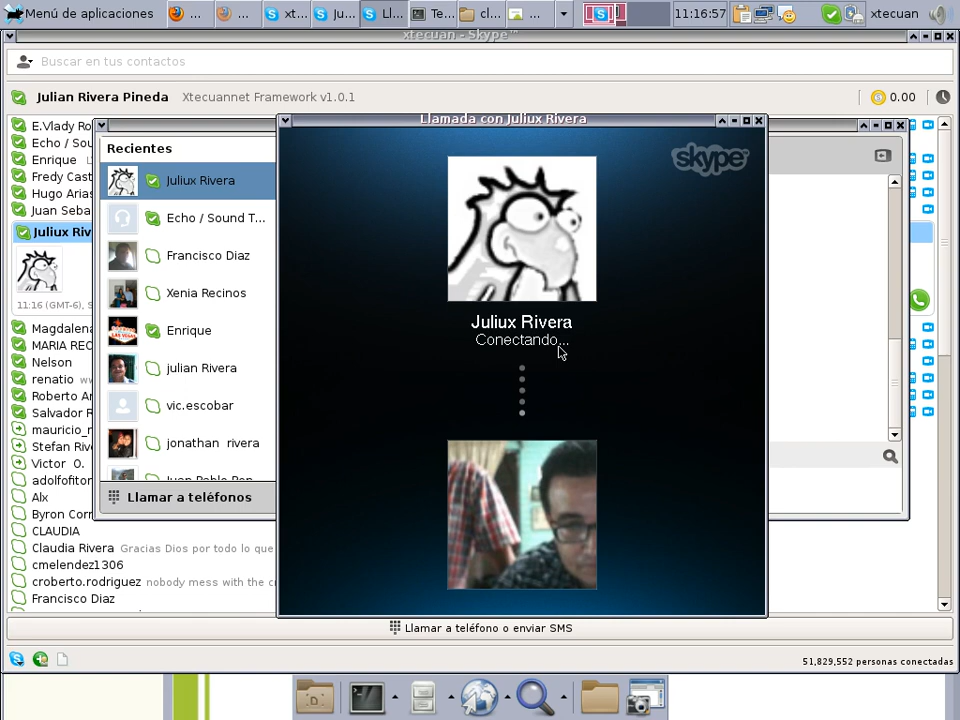 Menú de aplicaciones
...
...
xt...
Ju...
Ll...
Te...
cl...
...
11:16:57
xtecuan
xtecuan - Skype™
Buscar en tus contactos
Julian Rivera Pineda Xtecuannet Framework v1.0.1
0.00
E.Vlady Ro
Echo / Sou
Enrique
Fredy Cast
Hugo Arias
Juan Seba
Juliux Riv
11:16 (GMT-6), S
Magdalena
MARIA REC
Nelson
renatio
Roberto Ar
Salvador R
mauricio_r
Stefan Rive
Victor O.
adolfofitor
Alx
Byron Corr
CLAUDIA
Claudia Rivera Gracias Dios por todo lo que
cmelendez1306
croberto.rodriguez nobody mess with the cr
Francisco Diaz
Recientes
Juliux Rivera
Echo / Sound T...
Francisco Diaz
Xenia Recinos
Enrique
julian Rivera
vic.escobar
jonathan rivera
Juan Pablo Ren
Llamar a teléfonos
Llamada con Juliux Rivera
skype
Juliux Rivera
Conectando...
Llamar a teléfono o enviar SMS
51,829,552 personas conectadas